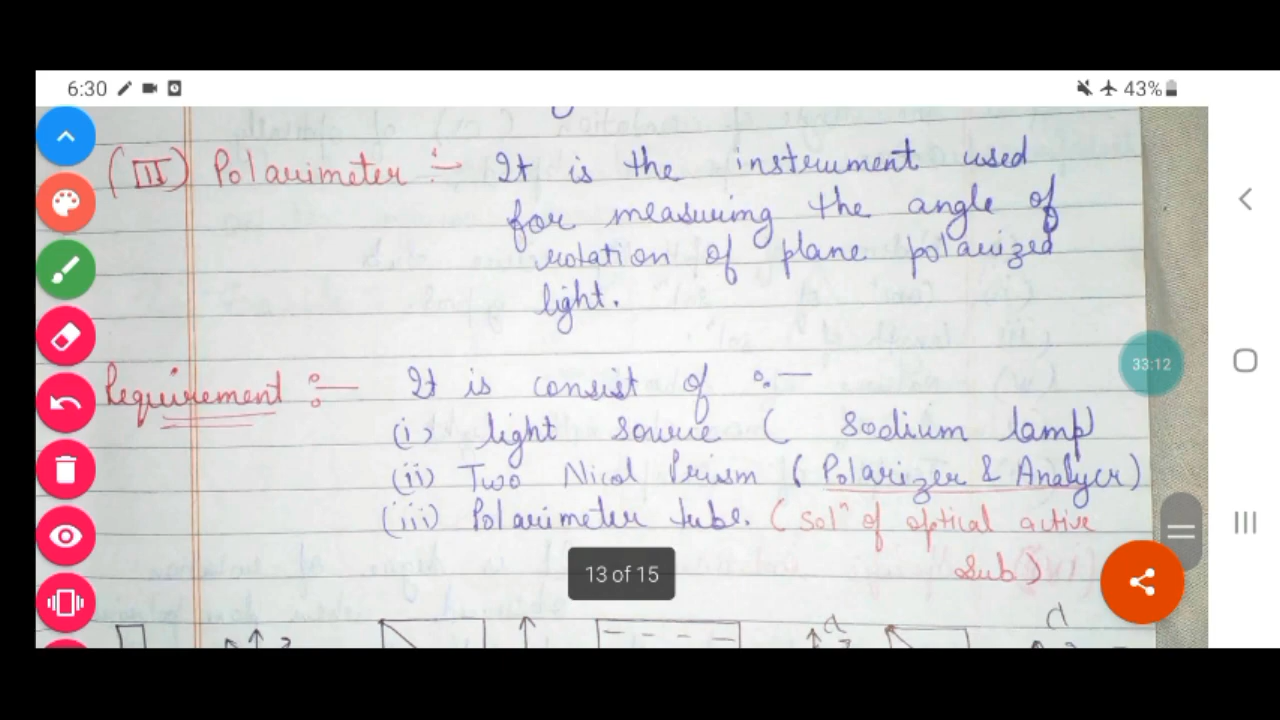 6:30
43%
(III) Polarimeter :- It is the instrument used
for measuring the angle of
rotation of plane polarized
light.
33:12
Requirement :— It is consist of :—
(i) light source ( Sodium lamp)
(ii) Two Nicol Prism ( Polarizer & Analycr)
(iii) Polarimeter tube. ( solⁿ of optical active
Sub)
13 of 15
d
d